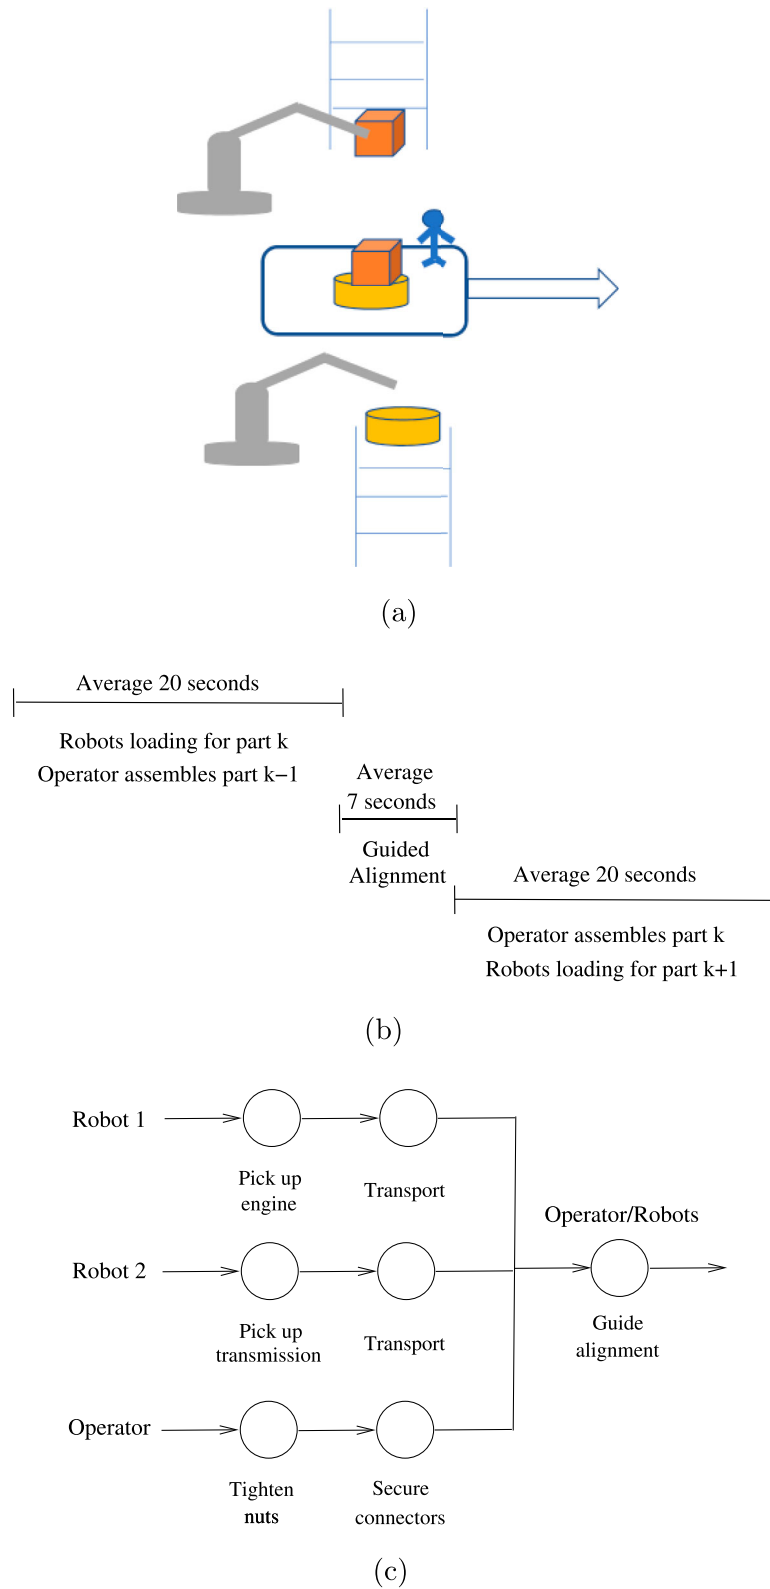 (a)
Average 20 seconds
Robots loading for part k
Operator assembles part k−1
Average
7 seconds
Guided
Alignment
Average 20 seconds
Operator assembles part k
Robots loading for part k+1
(b)
Robot 1
Pick up
engine
Transport
Operator/Robots
Robot 2
Pick up
transmission
Transport
Guide
alignment
Operator
Tighten
nuts
Secure
connectors
(c)